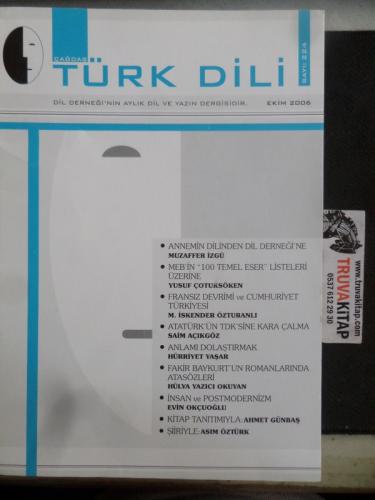 ÇAĞDAŞ
TÜRK DİLİ
SAYI: 224
DİL DERNEĞİ'NİN AYLIK DİL VE YAZIN DERGİSİDİR.
EKİM 2006
• ANNEMİN DİLİNDEN DİL DERNEĞİ'NE
MUZAFFER İZGÜ
• MEB'İN "100 TEMEL ESER" LİSTELERİ
ÜZERİNE
YUSUF ÇOTUKSÖKEN
• FRANSIZ DEVRİMİ ve CUMHURİYET
TÜRKİYESİ
M. İSKENDER ÖZTURANLI
• ATATÜRK'ÜN TDK'SİNE KARA ÇALMA
SAİM AÇIKGÖZ
• ANLAMI DOLAŞTIRMAK
HÜRRİYET YAŞAR
• FAKİR BAYKURT'UN ROMANLARINDA
ATASÖZLERİ
HÜLYA YAZICI OKUYAN
• İNSAN ve POSTMODERNİZM
EVİN OKÇUOĞLU
• KİTAP TANITIMIYLA: AHMET GÜNBAŞ
• ŞİİRİYLE: ASIM ÖZTÜRK
www.truvakitap.com
TRUVAKİTAP
0537 612 29 30